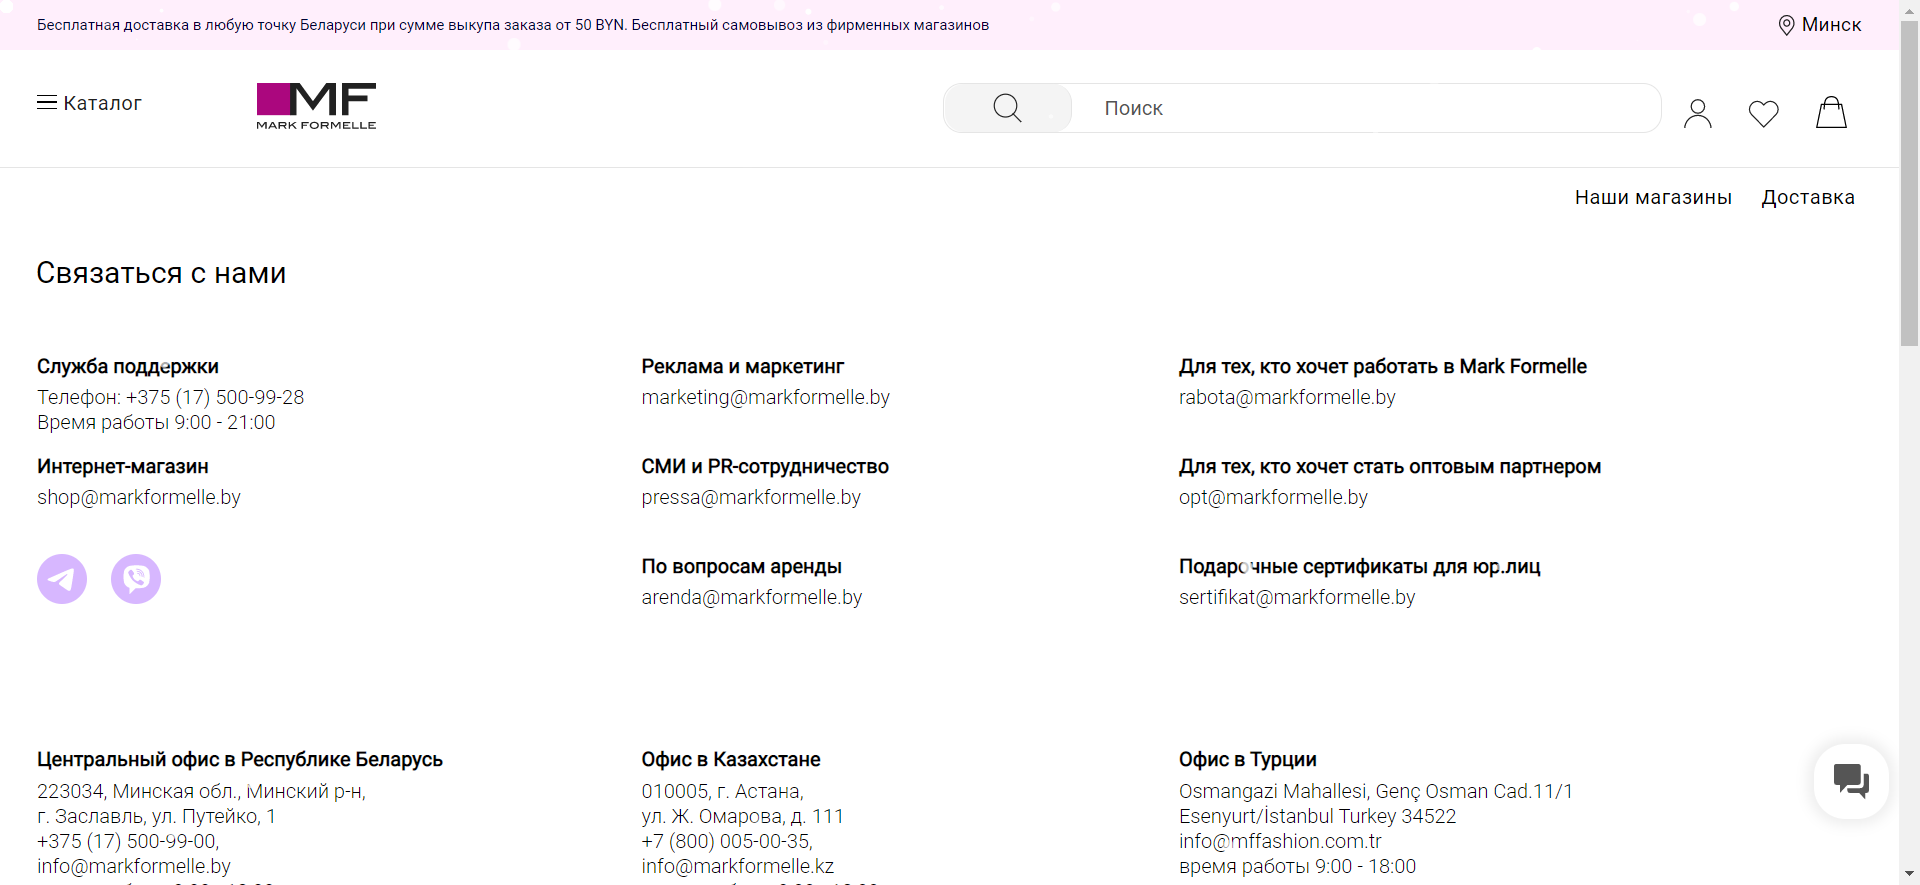 Бесплатная доставка в любую точку Беларуси при сумме выкупа заказа от 50 BYN. Бесплатный самовывоз из фирменных магазинов
Минск
Каталог
MF
MARK FORMELLE
Поиск
Наши магазины
Доставка
Связаться с нами
Служба поддержки
Телефон: +375 (17) 500-99-28
Время работы 9:00 - 21:00
Интернет-магазин
shop@markformelle.by
Реклама и маркетинг
marketing@markformelle.by
СМИ и PR-сотрудничество
pressa@markformelle.by
По вопросам аренды
arenda@markformelle.by
Для тех, кто хочет работать в Mark Formelle
rabota@markformelle.by
Для тех, кто хочет стать оптовым партнером
opt@markformelle.by
Подарочные сертификаты для юр.лиц
sertifikat@markformelle.by
Центральный офис в Республике Беларусь
223034, Минская обл., Минский р-н,
г. Заславль, ул. Путейко, 1
+375 (17) 500-99-00,
info@markformelle.by
Офис в Казахстане
010005, г. Астана,
ул. Ж. Омарова, д. 111
+7 (800) 005-00-35,
info@markformelle.kz
Офис в Турции
Osmangazi Mahallesi, Genç Osman Cad.11/1
Esenyurt/İstanbul Turkey 34522
info@mffashion.com.tr
время работы 9:00 - 18:00